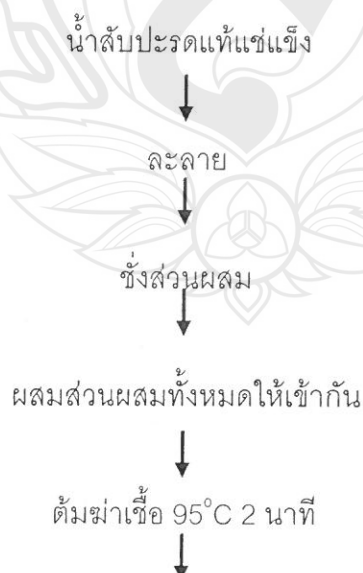 น้ำสับปะรดแท้แช่แข็ง
ละลาย
ชั่งส่วนผสม
ผสมส่วนผสมทั้งหมดให้เข้ากัน
ต้มฆ่าเชื้อ 95°C 2 นาที